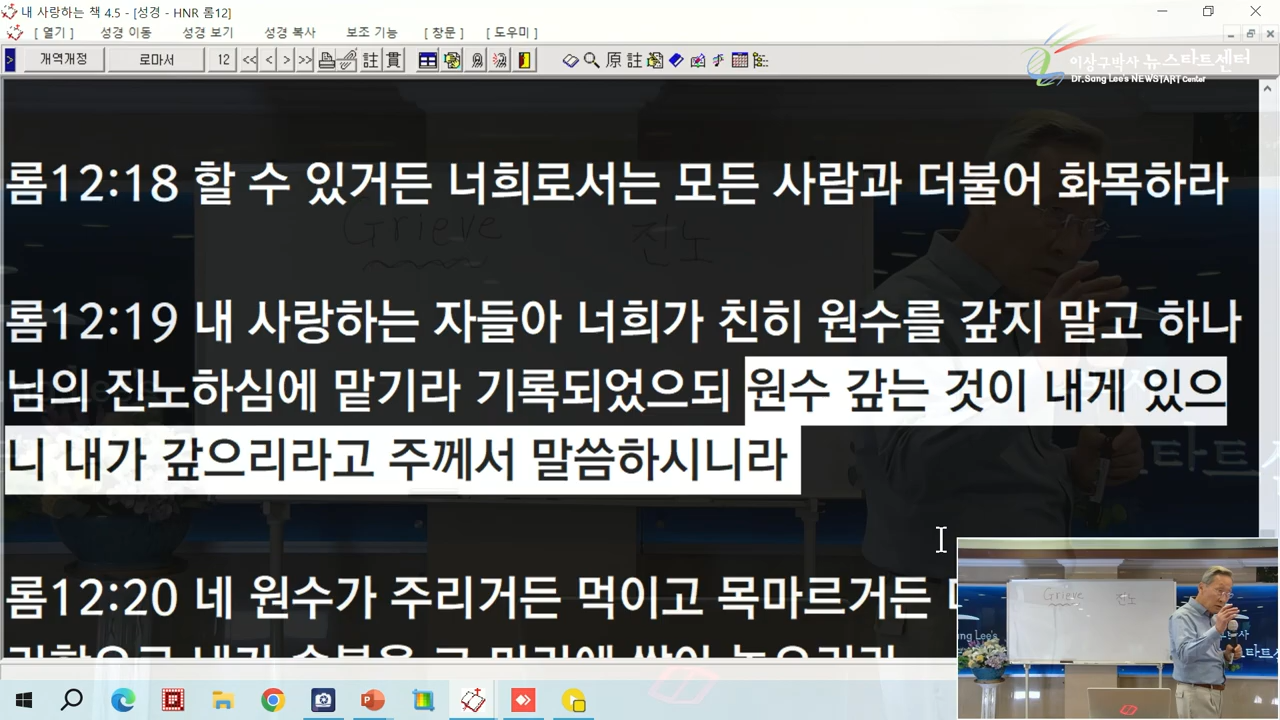 내 사랑하는 책 4.5 - [성경 - HNR 롬12]
[ 열기 ] 성경 이동 성경 보기 성경 복사 보조 기능 [ 창문 ] [ 도우미 ]
> 개역개정 로마사 12 << < > >> 註 貫 原 註
이상구박사 뉴스타트센터
Dr.Sang Lee's NEWSTART Center
롬12:18 할 수 있거든 너희로서는 모든 사람과 더불어 화목하라
Grieve 진노
롬12:19 내 사랑하는 자들아 너희가 친히 원수를 갚지 말고 하나
님의 진노하심에 맡기라 기록되었으되 원수 갚는 것이 내게 있으
니 내가 갚으리라고 주께서 말씀하시니라
롬12:20 네 원수가 주리거든 먹이고 목마르거든
Grieve 진노